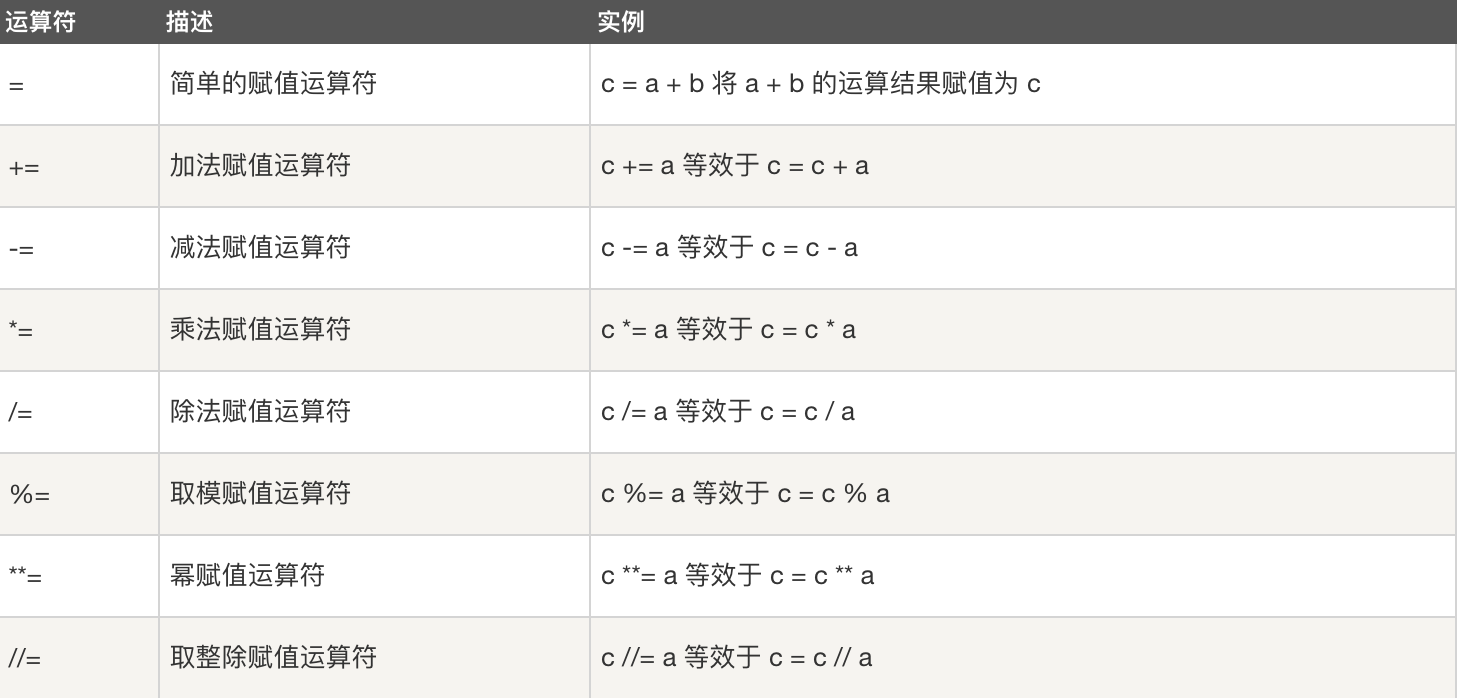 运算符 描述 实例
= 简单的赋值运算符 c = a + b 将 a + b 的运算结果赋值为 c
+= 加法赋值运算符 c += a 等效于 c = c + a
-= 减法赋值运算符 c -= a 等效于 c = c - a
*= 乘法赋值运算符 c *= a 等效于 c = c * a
/= 除法赋值运算符 c /= a 等效于 c = c / a
%= 取模赋值运算符 c %= a 等效于 c = c % a
**= 幂赋值运算符 c **= a 等效于 c = c ** a
//= 取整除赋值运算符 c //= a 等效于 c = c // a